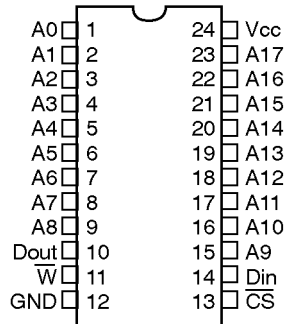 A0 1 24 Vcc
A1 2 23 A17
A2 3 22 A16
A3 4 21 A15
A4 5 20 A14
A5 6 19 A13
A6 7 18 A12
A7 8 17 A11
A8 9 16 A10
Dout 10 15 A9
W̅ 11 14 Din
GND 12 13 C̅S̅